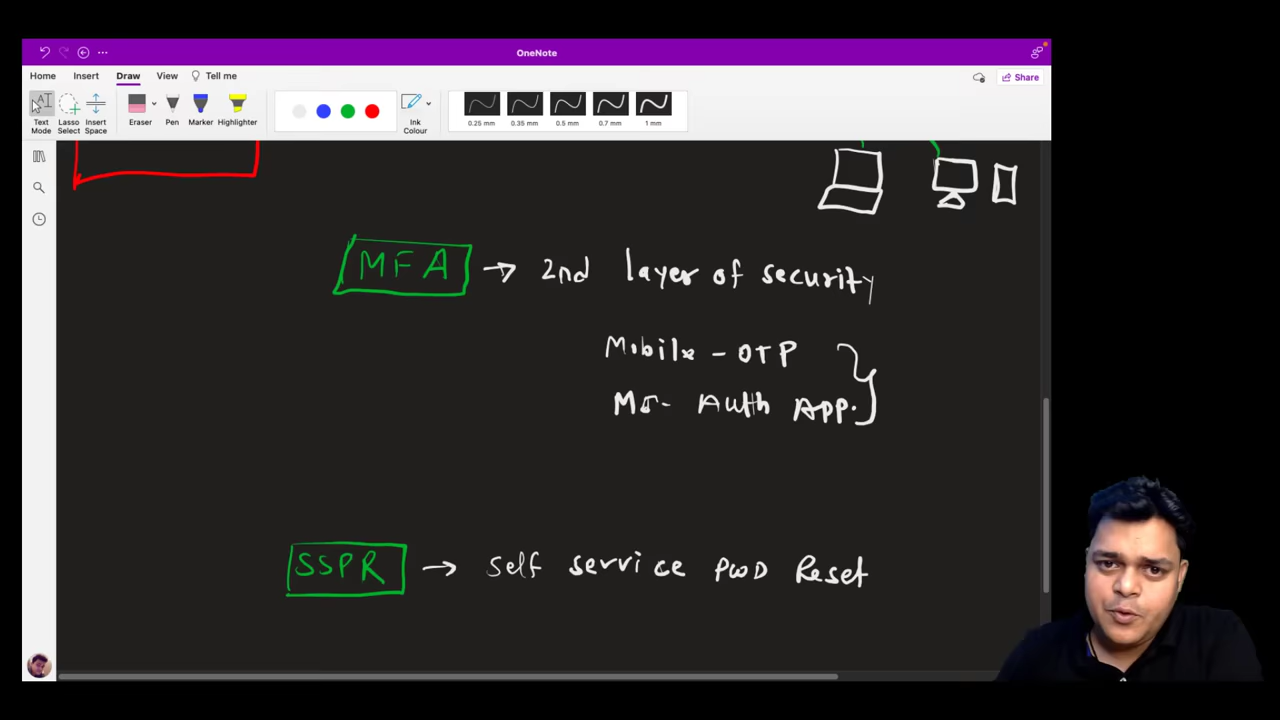 OneNote
Home Insert Draw View Tell me
Share
Text Mode
Lasso Select
Insert Space
Eraser
Pen
Marker
Highlighter
Ink Colour
0.25 mm
0.35 mm
0.5 mm
0.7 mm
1 mm
MFA → 2nd layer of security
Mobile - OTP
MS- Auth APP.
SSPR → Self service PWD Reset